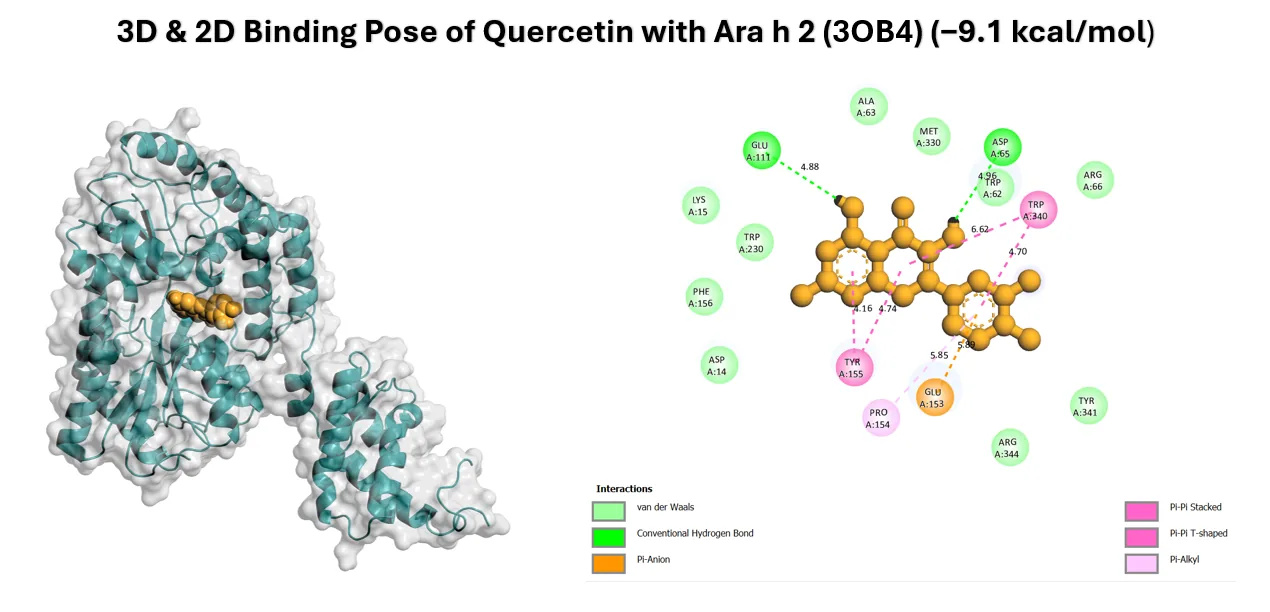 3D & 2D Binding Pose of Quercetin with Ara h 2 (3OB4) (−9.1 kcal/mol)
ALA
A:63
MET
A:330
ASP
A:65
GLU
A:111
4.88
4.96
TRP
A:62
ARG
A:66
LYS
A:15
TRP
A:340
6.62
TRP
A:230
4.70
PHE
A:156
4.16
4.74
5.89
5.85
ASP
A:14
TYR
A:155
GLU
A:153
PRO
A:154
TYR
A:341
ARG
A:344
Interactions
van der Waals
Conventional Hydrogen Bond
Pi-Anion
Pi-Pi Stacked
Pi-Pi T-shaped
Pi-Alkyl